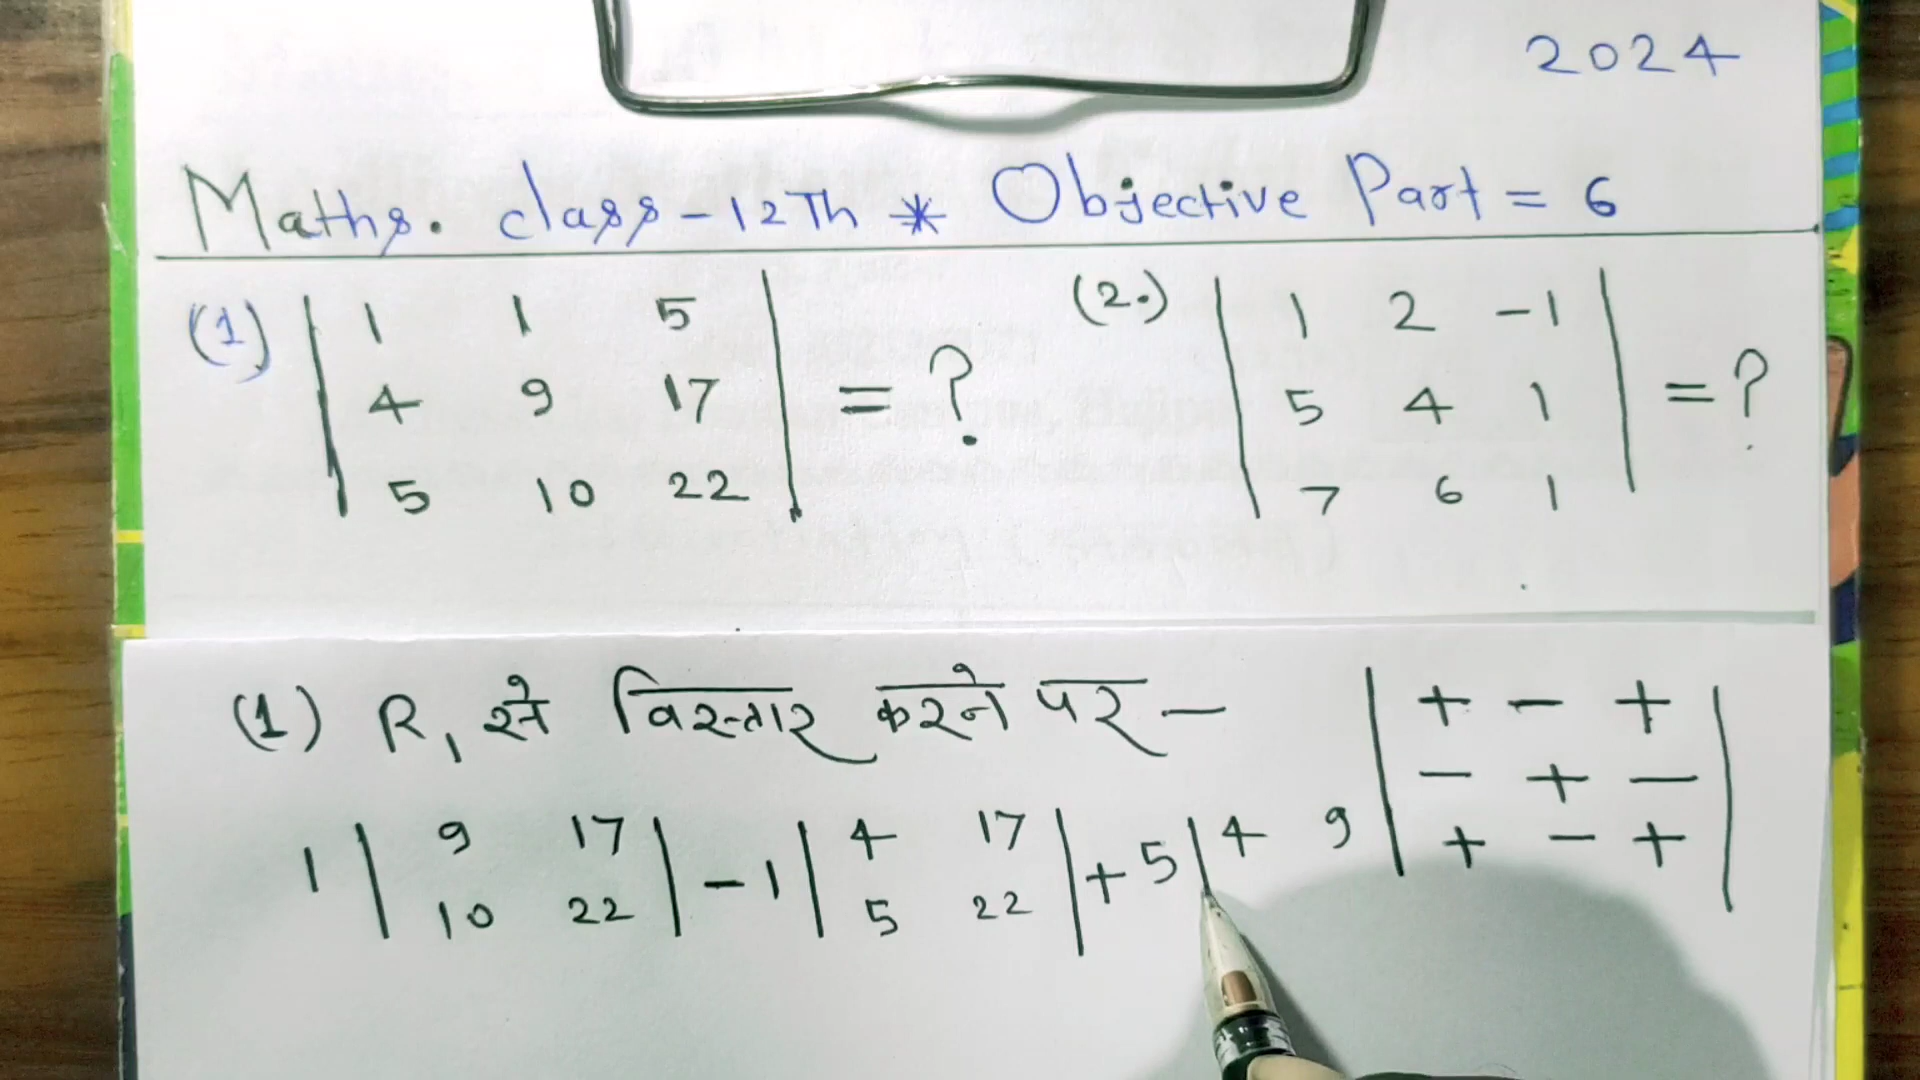 2024
Maths. class-12Th * Objective Part = 6
(1) | 1 1 5 | (2.) | 1 2 -1 |
| 4 9 17 | = ? | 5 4 1 | = ?
| 5 10 22 | | 7 6 1 |
(1) R1 से विस्तार करने पर - | + - + |
| - + - |
| + - + |
1 | 9 17 | - 1 | 4 17 | + 5 | 4 9
| 10 22 | | 5 22 |